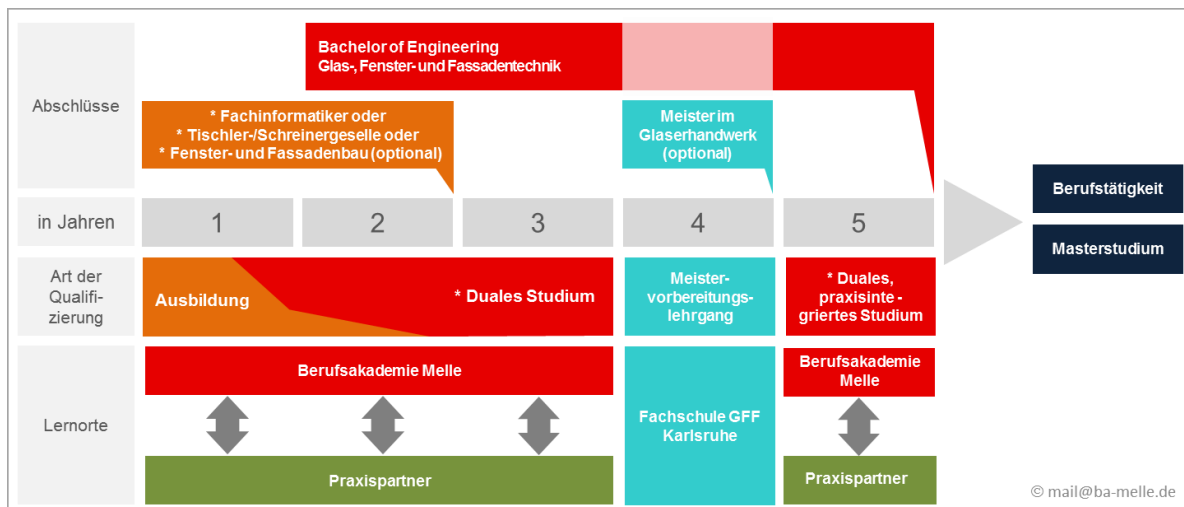 Abschlüsse
Bachelor of Engineering
Glas-, Fenster- und Fassadentechnik
* Fachinformatiker oder
* Tischler-/Schreinergeselle oder
* Fenster- und Fassadenbau (optional)
Meister im
Glaserhandwerk
(optional)
in Jahren
1
2
3
4
5
Berufstätigkeit
Masterstudium
Art der
Qualifi-
zierung
Ausbildung
* Duales Studium
Meister-
vorbereitungs-
lehrgang
* Duales,
praxisinte -
griertes Studium
Lernorte
Berufsakademie Melle
Praxispartner
Fachschule GFF
Karlsruhe
Berufsakademie
Melle
Praxispartner
© mail@ba-melle.de